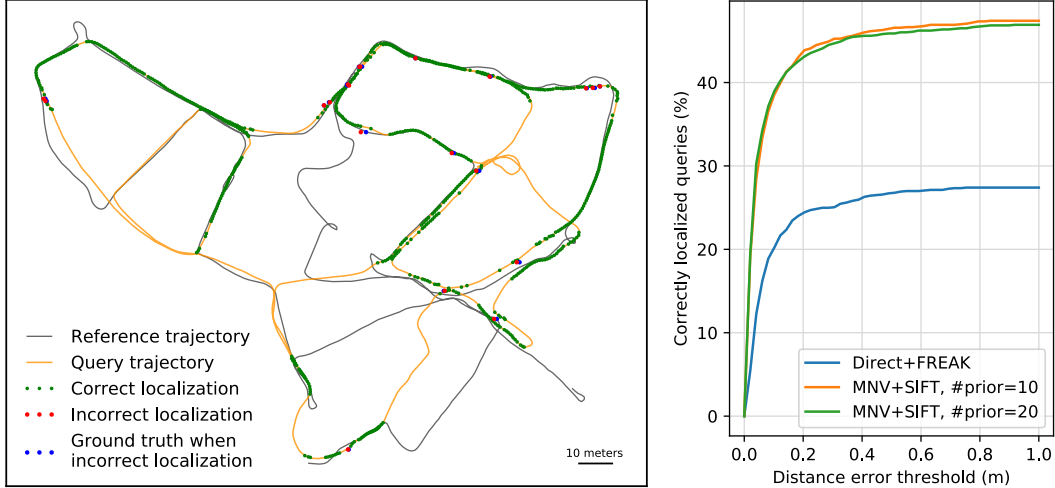 Reference trajectory
Query trajectory
Correct localization
Incorrect localization
Ground truth when
incorrect localization
10 meters
Correctly localized queries (%)
40
30
20
10
0
Direct+FREAK
MNV+SIFT, #prior=10
MNV+SIFT, #prior=20
0.0 0.2 0.4 0.6 0.8 1.0
Distance error threshold (m)